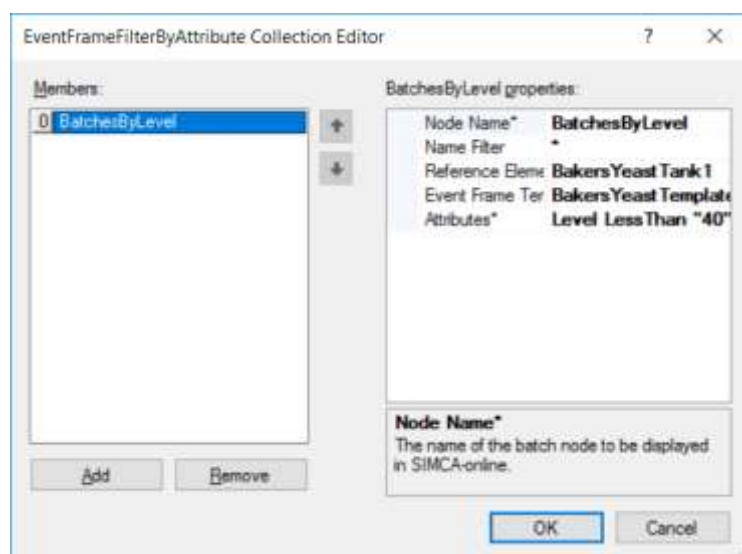 EventFrameFilterByAttribute Collection Editor ? ×
Members:
0 BatchesByLevel
BatchesByLevel properties:
Node Name* BatchesByLevel
Name Filter *
Reference Eleme BakersYeastTank1
Event Frame Ter BakersYeastTemplate
Attributes* Level LessThan "40"
Node Name*
The name of the batch node to be displayed
in SIMCA-online.
Add Remove
OK Cancel